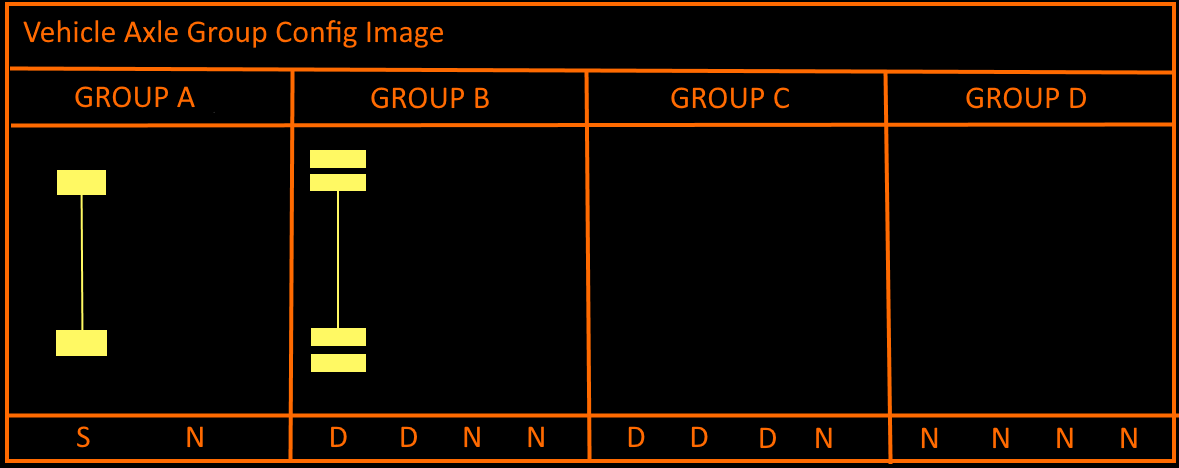 Vehicle Axle Group Config Image
GROUP A GROUP B GROUP C GROUP D
S N D D N N D D D N N N N N